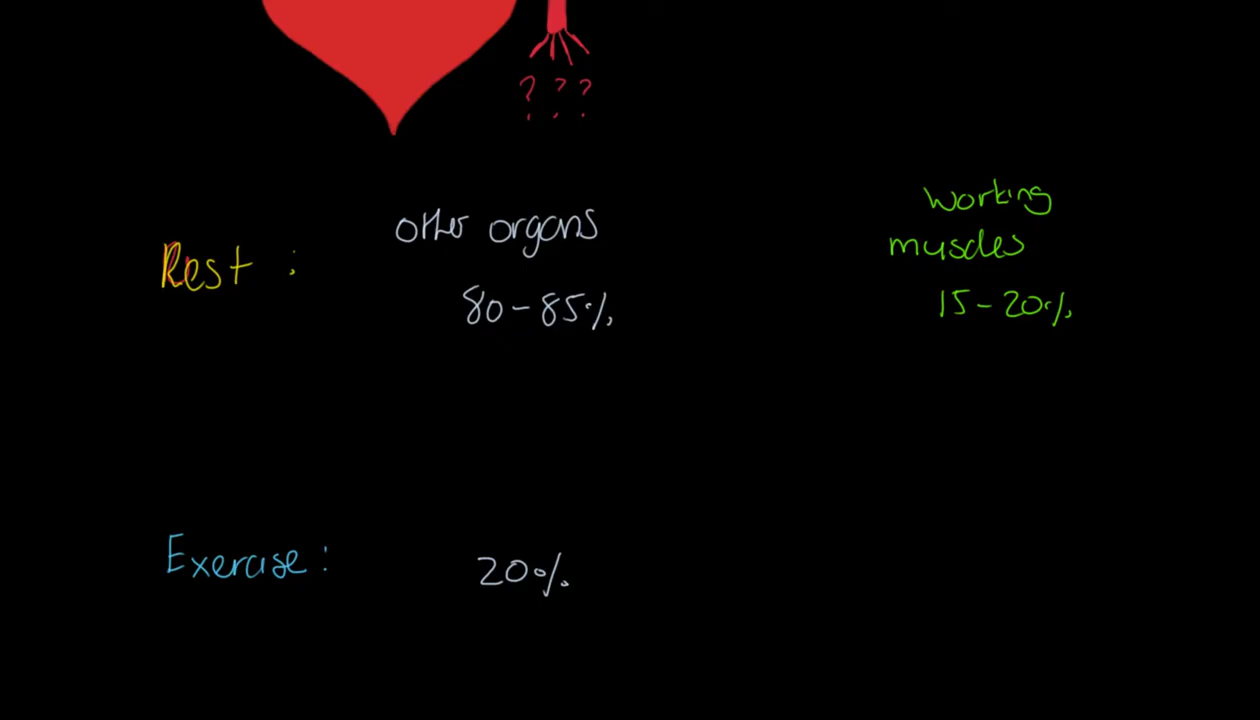 ? ? ?
Rest :
other organs
80-85%
working
muscles
15-20%
Exercise:
20%